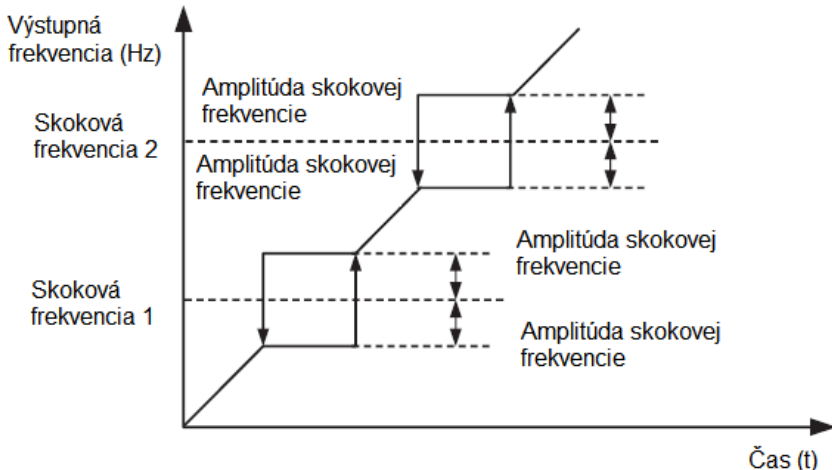 Výstupná
frekvencia (Hz)
Amplitúda skokovej
frekvencie
Skoková
frekvencia 2
Amplitúda skokovej
frekvencie
Amplitúda skokovej
frekvencie
Skoková
frekvencia 1
Amplitúda skokovej
frekvencie
Čas (t)